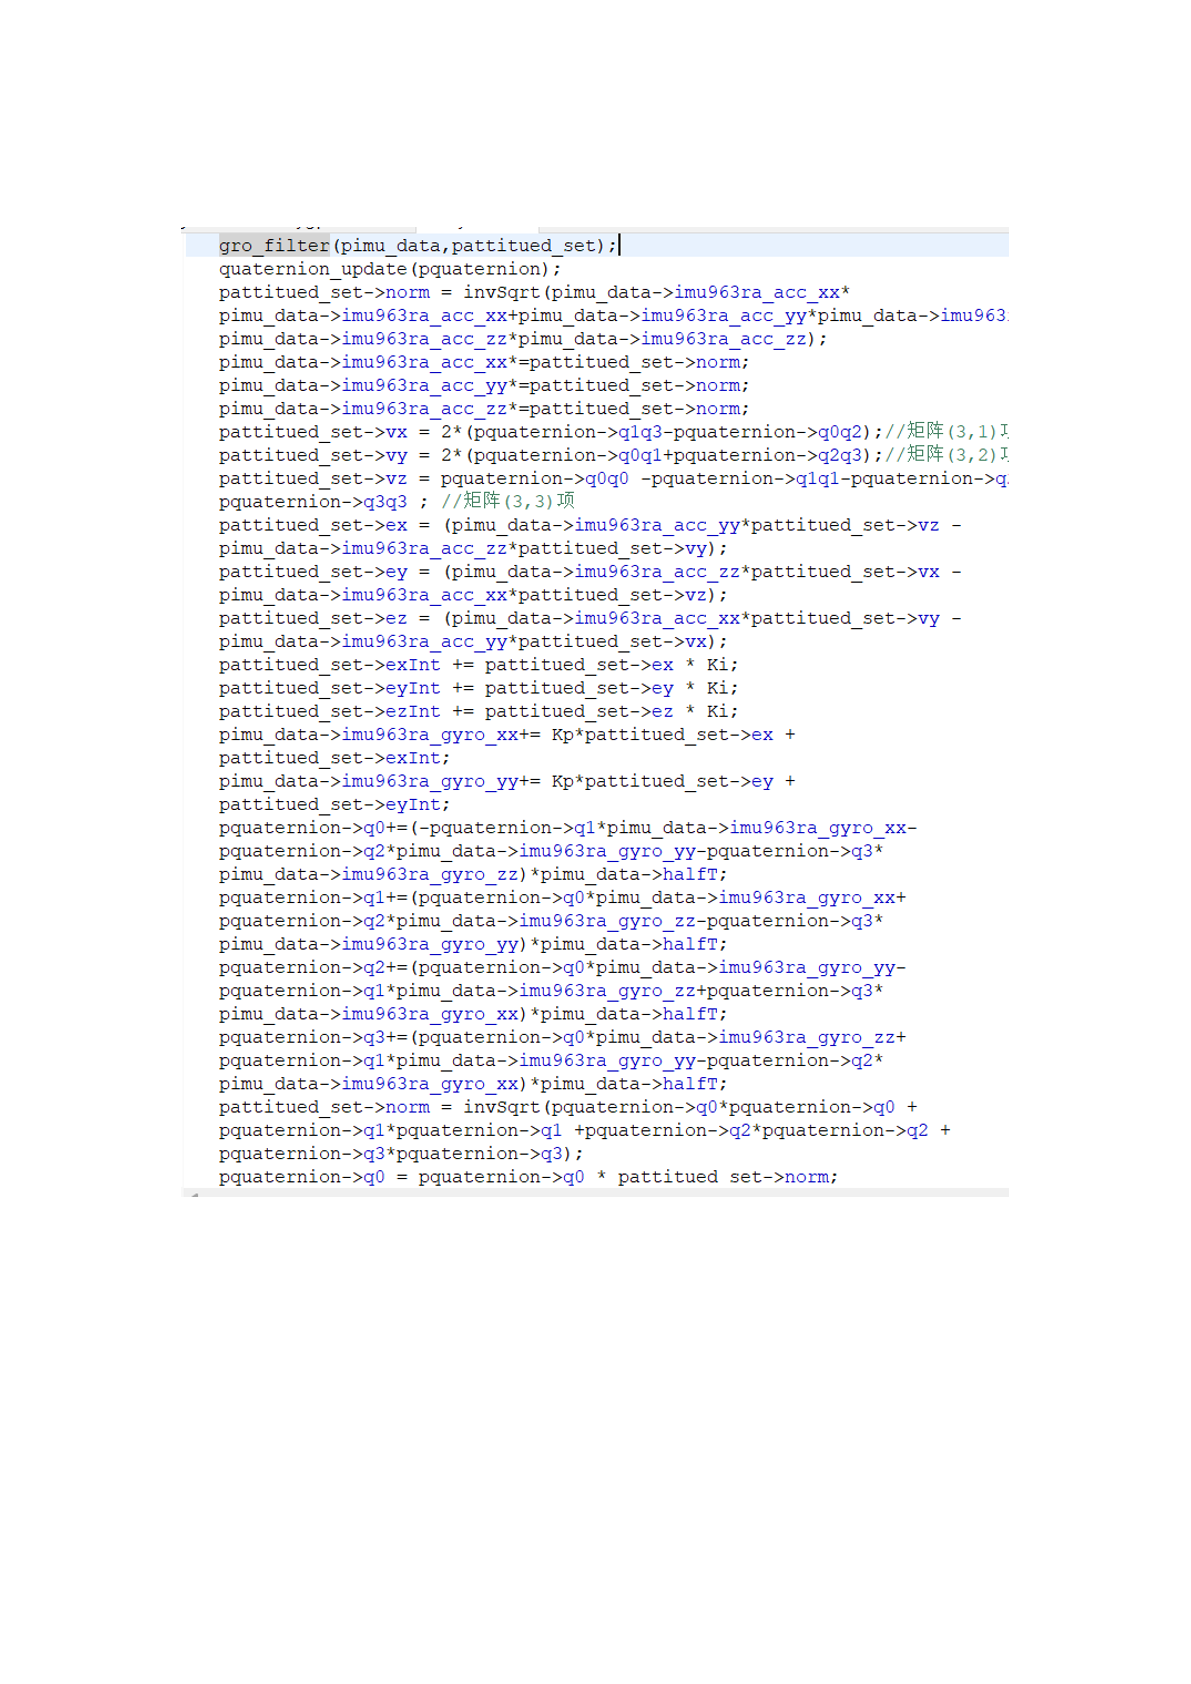 gro_filter(pimu_data,pattitued_set);
quaternion_update(pquaternion);
pattitued_set->norm = invSqrt(pimu_data->imu963ra_acc_xx*
pimu_data->imu963ra_acc_xx+pimu_data->imu963ra_acc_yy*pimu_data->imu963
pimu_data->imu963ra_acc_zz*pimu_data->imu963ra_acc_zz);
pimu_data->imu963ra_acc_xx*=pattitued_set->norm;
pimu_data->imu963ra_acc_yy*=pattitued_set->norm;
pimu_data->imu963ra_acc_zz*=pattitued_set->norm;
pattitued_set->vx = 2*(pquaternion->q1q3-pquaternion->q0q2);//矩阵(3,1)
pattitued_set->vy = 2*(pquaternion->q0q1+pquaternion->q2q3);//矩阵(3,2)
pattitued_set->vz = pquaternion->q0q0 -pquaternion->q1q1-pquaternion->q
pquaternion->q3q3 ; //矩阵(3,3)项
pattitued_set->ex = (pimu_data->imu963ra_acc_yy*pattitued_set->vz -
pimu_data->imu963ra_acc_zz*pattitued_set->vy);
pattitued_set->ey = (pimu_data->imu963ra_acc_zz*pattitued_set->vx -
pimu_data->imu963ra_acc_xx*pattitued_set->vz);
pattitued_set->ez = (pimu_data->imu963ra_acc_xx*pattitued_set->vy -
pimu_data->imu963ra_acc_yy*pattitued_set->vx);
pattitued_set->exInt += pattitued_set->ex * Ki;
pattitued_set->eyInt += pattitued_set->ey * Ki;
pattitued_set->ezInt += pattitued_set->ez * Ki;
pimu_data->imu963ra_gyro_xx+= Kp*pattitued_set->ex +
pattitued_set->exInt;
pimu_data->imu963ra_gyro_yy+= Kp*pattitued_set->ey +
pattitued_set->eyInt;
pquaternion->q0+=(-pquaternion->q1*pimu_data->imu963ra_gyro_xx-
pquaternion->q2*pimu_data->imu963ra_gyro_yy-pquaternion->q3*
pimu_data->imu963ra_gyro_zz)*pimu_data->halfT;
pquaternion->q1+=(pquaternion->q0*pimu_data->imu963ra_gyro_xx+
pquaternion->q2*pimu_data->imu963ra_gyro_zz-pquaternion->q3*
pimu_data->imu963ra_gyro_yy)*pimu_data->halfT;
pquaternion->q2+=(pquaternion->q0*pimu_data->imu963ra_gyro_yy-
pquaternion->q1*pimu_data->imu963ra_gyro_zz+pquaternion->q3*
pimu_data->imu963ra_gyro_xx)*pimu_data->halfT;
pquaternion->q3+=(pquaternion->q0*pimu_data->imu963ra_gyro_zz+
pquaternion->q1*pimu_data->imu963ra_gyro_yy-pquaternion->q2*
pimu_data->imu963ra_gyro_xx)*pimu_data->halfT;
pattitued_set->norm = invSqrt(pquaternion->q0*pquaternion->q0 +
pquaternion->q1*pquaternion->q1 +pquaternion->q2*pquaternion->q2 +
pquaternion->q3*pquaternion->q3);
pquaternion->q0 = pquaternion->q0 * pattitued_set->norm;